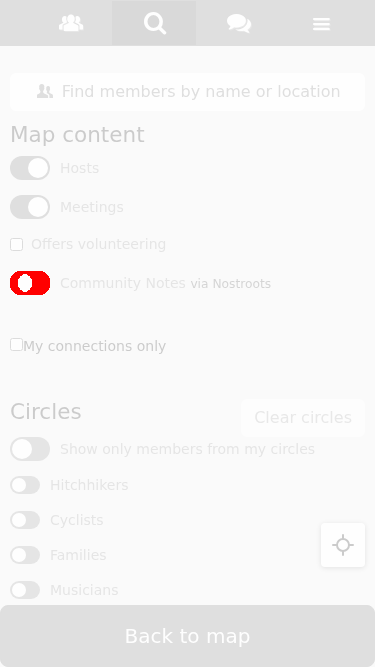 Find members by name or location
Map content
Hosts
Meetings
Offers volunteering
Community Notes via Nostroots
My connections only
Circles
Clear circles
Show only members from my circles
Hitchhikers
Cyclists
Families
Musicians
Back to map